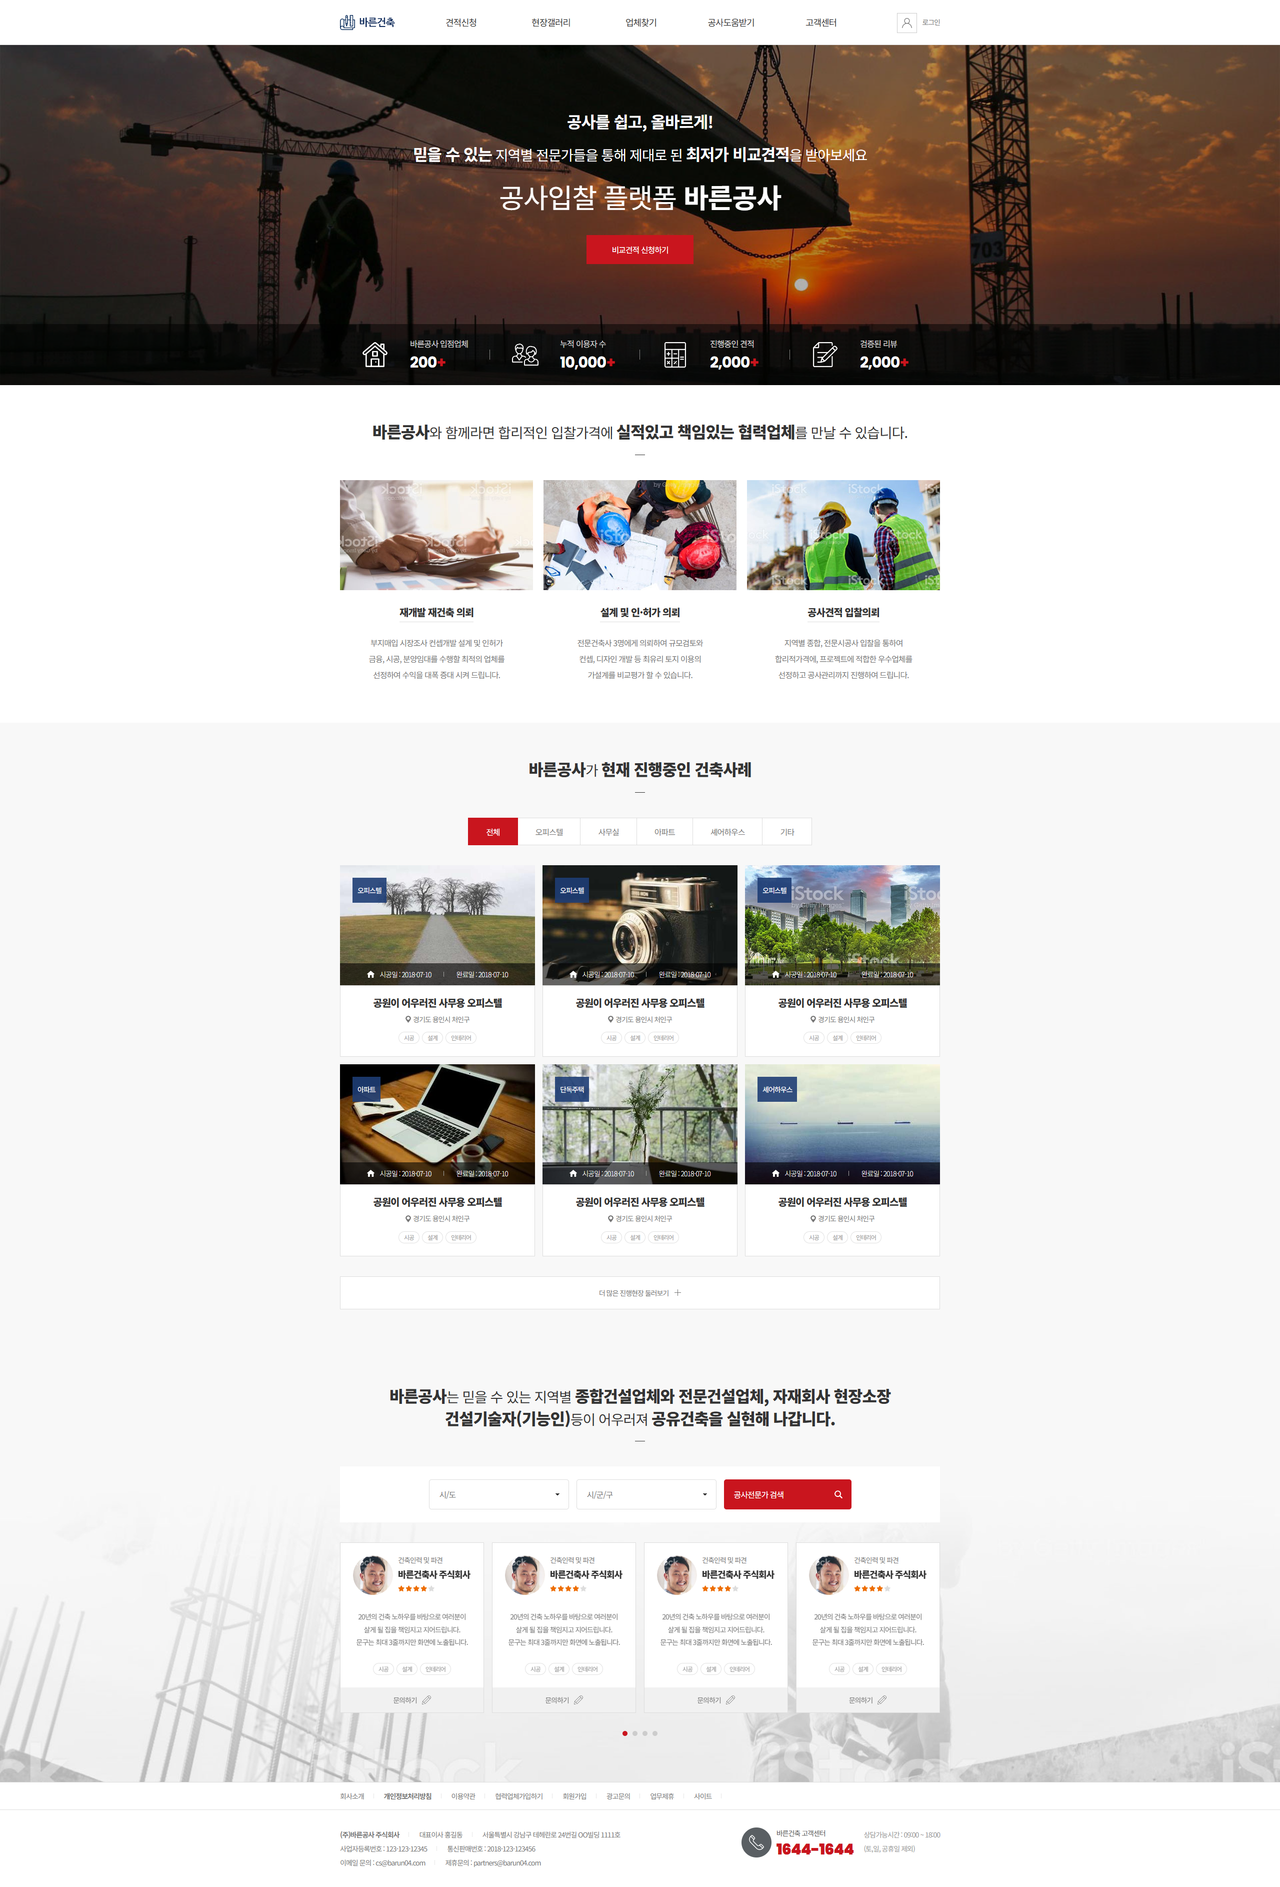 바른건축 견적신청 현장갤러리 업체찾기 공사도움받기 고객센터 로그인
공사를 쉽고, 올바르게!
믿을 수 있는 지역별 전문가들을 통해 제대로 된 최저가 비교견적을 받아보세요
공사입찰 플랫폼 바른공사
비교견적 신청하기
703
바른공사 입점업체 누적 이용자 수 진행중인 견적 검증된 리뷰
200+ 10,000+ 2,000+ 2,000+
바른공사와 함께라면 합리적인 입찰가격에 실적있고 책임있는 협력업체를 만날 수 있습니다.
재개발 재건축 의뢰
부지매입 시장조사 컨셉개발 설계 및 인허가
금융, 시공, 분양임대를 수행할 최적의 업체를
선정하여 수익을 대폭 증대 시켜 드립니다.
설계 및 인·허가 의뢰
전문건축사 3명에게 의뢰하여 규모검토와
컨셉, 디자인 개발 등 최유리 토지 이용의
가설계를 비교평가 할 수 있습니다.
공사견적 입찰의뢰
지역별 종합, 전문시공사 입찰을 통하여
합리적가격에, 프로젝트에 적합한 우수업체를
선정하고 공사관리까지 진행하여 드립니다.
바른공사가 현재 진행중인 건축사례
전체 오피스텔 사무실 아파트 셰어하우스 기타
오피스텔
시공일 : 2018-07-10 완료일 : 2018-07-10
공원이 어우러진 사무용 오피스텔
경기도 용인시 처인구
시공 설계 인테리어
오피스텔
시공일 : 2018-07-10 완료일 : 2018-07-10
공원이 어우러진 사무용 오피스텔
경기도 용인시 처인구
시공 설계 인테리어
오피스텔
iStock
시공일 : 2018-07-10 완료일 : 2018-07-10
공원이 어우러진 사무용 오피스텔
경기도 용인시 처인구
시공 설계 인테리어
아파트
시공일 : 2018-07-10 완료일 : 2018-07-10
공원이 어우러진 사무용 오피스텔
경기도 용인시 처인구
시공 설계 인테리어
단독주택
시공일 : 2018-07-10 완료일 : 2018-07-10
공원이 어우러진 사무용 오피스텔
경기도 용인시 처인구
시공 설계 인테리어
셰어하우스
시공일 : 2018-07-10 완료일 : 2018-07-10
공원이 어우러진 사무용 오피스텔
경기도 용인시 처인구
시공 설계 인테리어
더 많은 진행현장 둘러보기 +
바른공사는 믿을 수 있는 지역별 종합건설업체와 전문건설업체, 자재회사 현장소장
건설기술자(기능인)등이 어우러져 공유건축을 실현해 나갑니다.
시/도 시/군/구 공사전문가 검색
건축인력 및 파견
바른건축사 주식회사
20년의 건축 노하우를 바탕으로 여러분이
살게 될 집을 책임지고 지어드립니다.
문구는 최대 3줄까지만 화면에 노출됩니다.
시공 설계 인테리어
문의하기
건축인력 및 파견
바른건축사 주식회사
20년의 건축 노하우를 바탕으로 여러분이
살게 될 집을 책임지고 지어드립니다.
문구는 최대 3줄까지만 화면에 노출됩니다.
시공 설계 인테리어
문의하기
건축인력 및 파견
바른건축사 주식회사
20년의 건축 노하우를 바탕으로 여러분이
살게 될 집을 책임지고 지어드립니다.
문구는 최대 3줄까지만 화면에 노출됩니다.
시공 설계 인테리어
문의하기
건축인력 및 파견
바른건축사 주식회사
20년의 건축 노하우를 바탕으로 여러분이
살게 될 집을 책임지고 지어드립니다.
문구는 최대 3줄까지만 화면에 노출됩니다.
시공 설계 인테리어
문의하기
iStock
회사소개 개인정보처리방침 이용약관 협력업체가입하기 회원가입 광고문의 업무제휴 사이트
(주)바른공사 주식회사 대표이사 홍길동 서울특별시 강남구 테헤란로 24번길 OO빌딩 1111호
사업자등록번호 : 123-123-12345 통신판매번호 : 2018-123-123456
이메일 문의 : cs@barun04.com 제휴문의 : partners@barun04.com
바른건축 고객센터
1644-1644
상담가능시간 : 09:00 ~ 18:00
(토,일, 공휴일 제외)